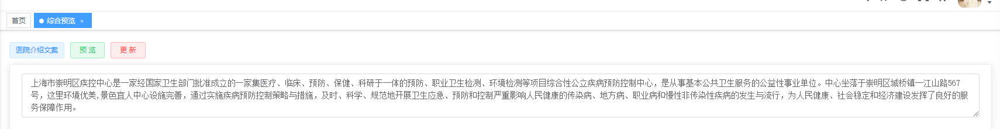 首页
综合预览 ×
医院介绍文案
预 览
更 新
上海市崇明区疾控中心是一家经国家卫生部门批准成立的一家集医疗、临床、预防、保健、科研于一体的预防、职业卫生检测、环境检测等项目综合性公立疾病预防控制中心，是从事基本公共卫生服务的公益性事业单位。中心坐落于崇明区城桥镇一江山路567
号，这里环境优美,景色宜人中心设施完善，通过实施疾病预防控制策略与措施，及时、科学、规范地开展卫生应急、预防和控制严重影响人民健康的传染病、地方病、职业病和慢性非传染性疾病的发生与流行，为人民健康、社会稳定和经济建设发挥了良好的服
务保障作用。